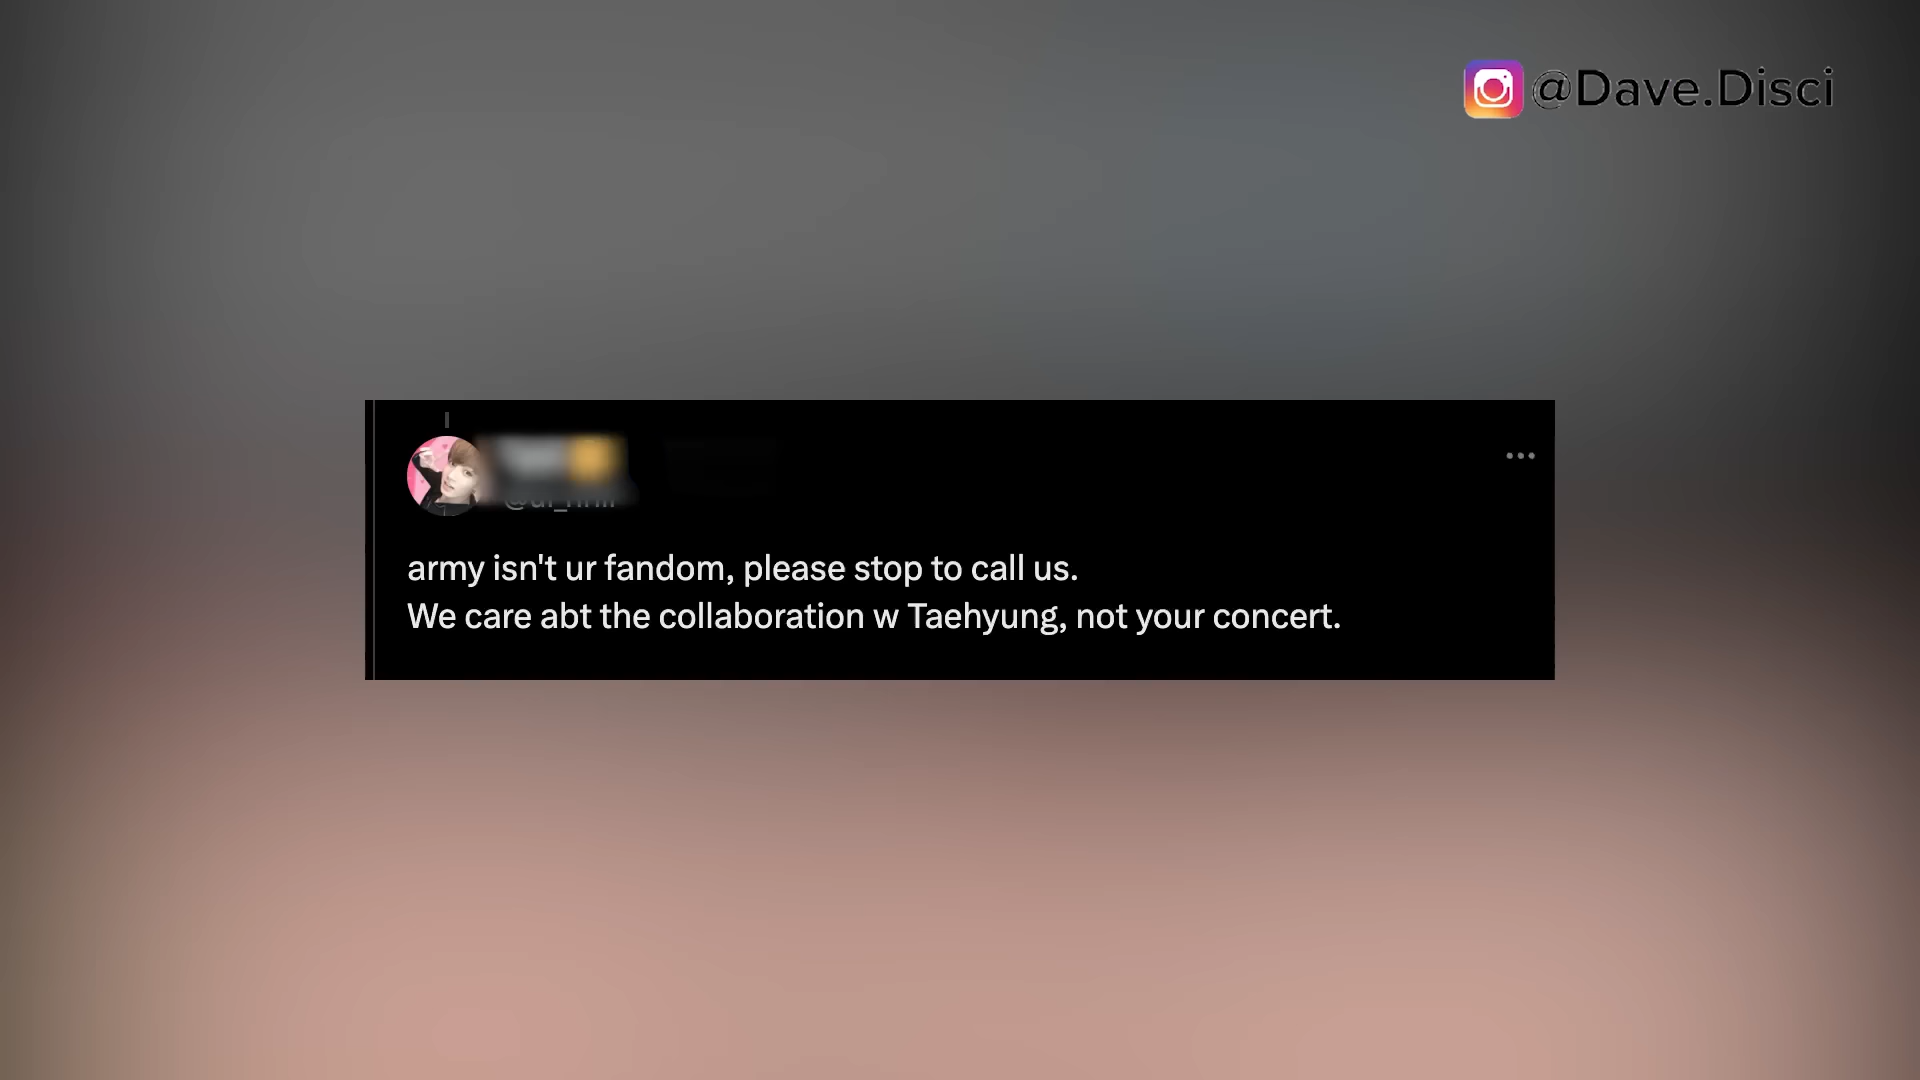 @Dave.Disci
army isn't ur fandom, please stop to call us.
We care abt the collaboration w Taehyung, not your concert.